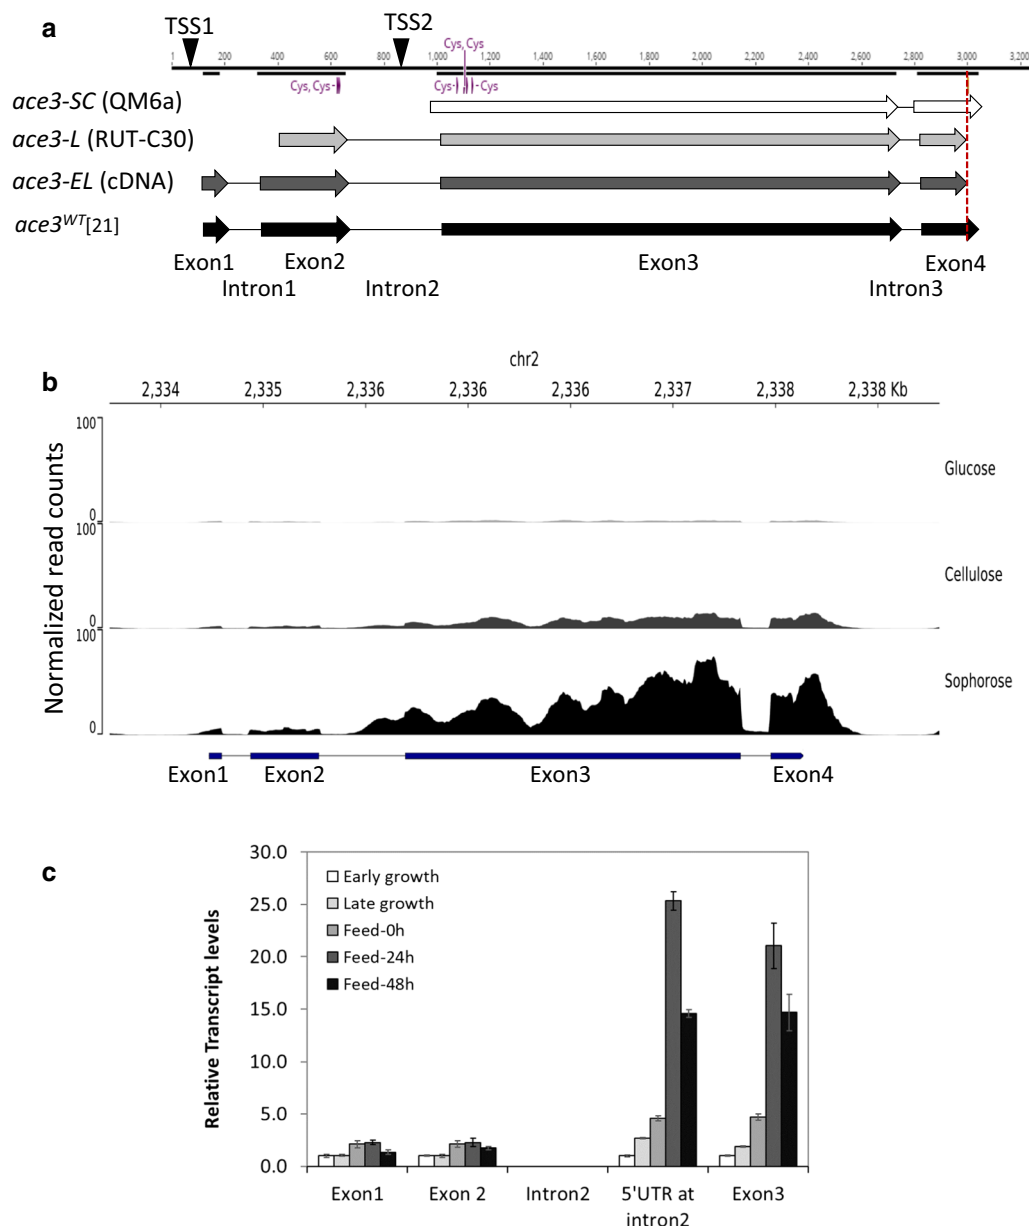 a
TSS1 TSS2
1 200 400 600 800 1,000 1,200 1,400 1,600 1,800 2,000 2,200 2,400 2,600 2,800 3,000 3,200
Cys, Cys
Cys, Cys Cys Cys
ace3-SC (QM6a)
ace3-L (RUT-C30)
ace3-EL (cDNA)
ace3WT[21]
Exon1 Exon2 Exon3 Exon4
Intron1 Intron2 Intron3
b
chr2
2,334 2,335 2,336 2,336 2,336 2,337 2,338 2,338 Kb
Normalized read counts
100
0
Glucose
100
0
Cellulose
100
0
Sophorose
Exon1 Exon2 Exon3 Exon4
c
Relative Transcript levels
30.0
25.0
20.0
15.0
10.0
5.0
0.0
Early growth
Late growth
Feed-0h
Feed-24h
Feed-48h
Exon1 Exon 2 Intron2 5'UTR at Exon3
intron2